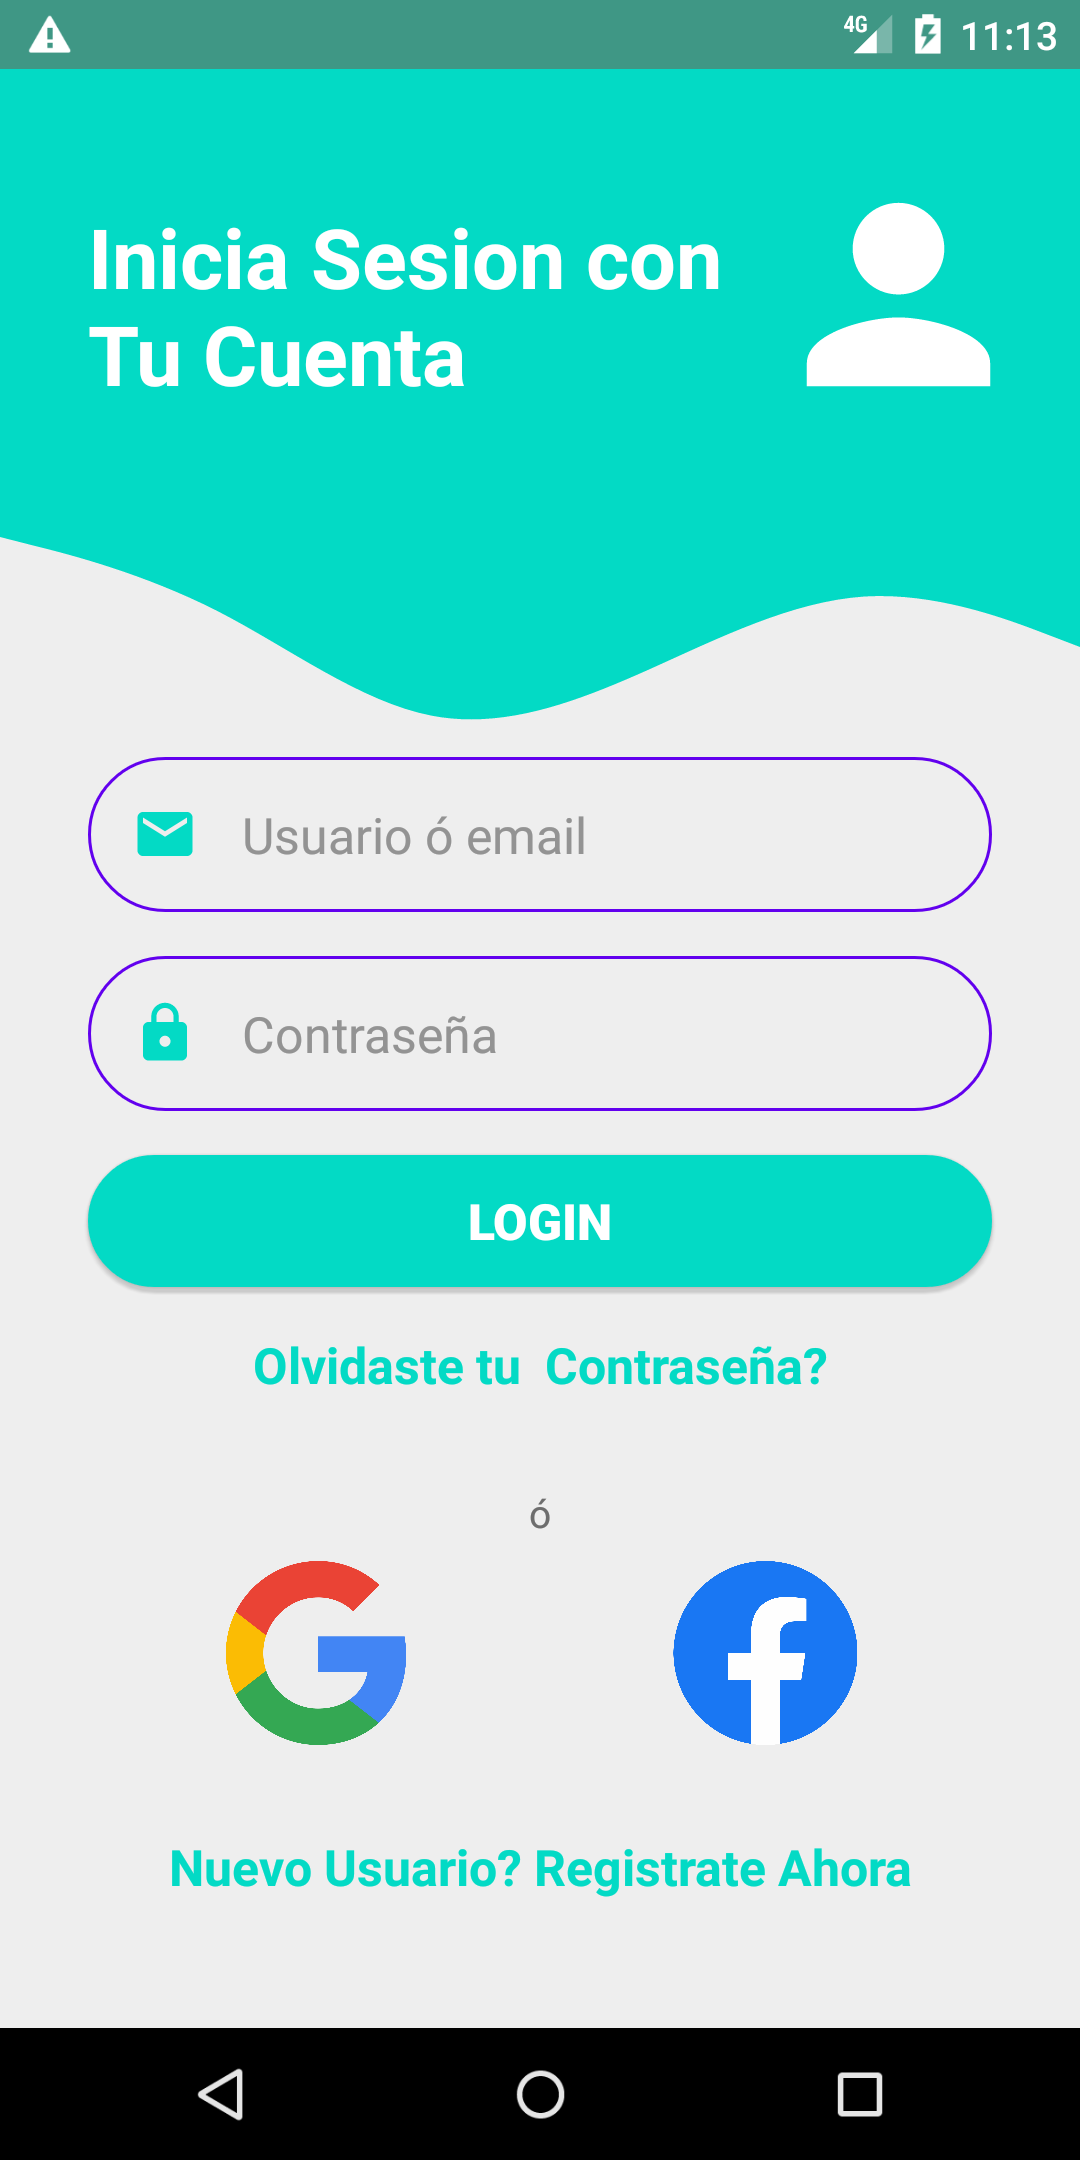 4G 11:13
Inicia Sesion con
Tu Cuenta
Usuario ó email
Contraseña
LOGIN
Olvidaste tu  Contraseña?
ó
Nuevo Usuario? Registrate Ahora